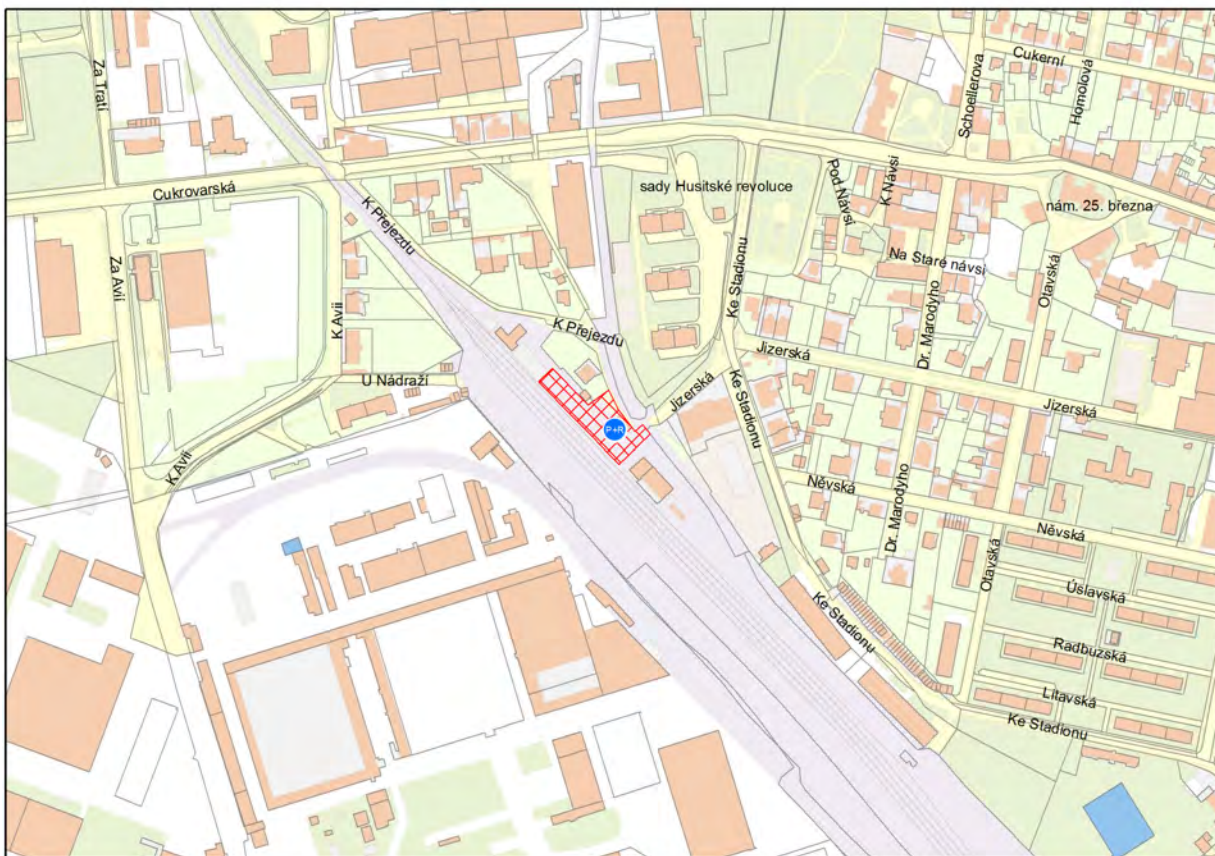 Za Tratí
Cukerní
Schoellerova
Homolová
Cukrovarská
K Přejezdu
sady Husitské revoluce
Pod Návsí
K Návsi
nám. 25. března
Na Staré návsi
Za Avií
K Avii
Ke Stadionu
Dr. Marodyho
Otavská
K Přejezdu
Jizerská
U Nádraží
Jizerská
Ke Stadionu
Jizerská
P+R
K Avii
Něvská
Dr. Marodyho
Něvská
Otavská
Úslavská
Ke Stadionu
Radbuzská
Litavská
Ke Stadionu